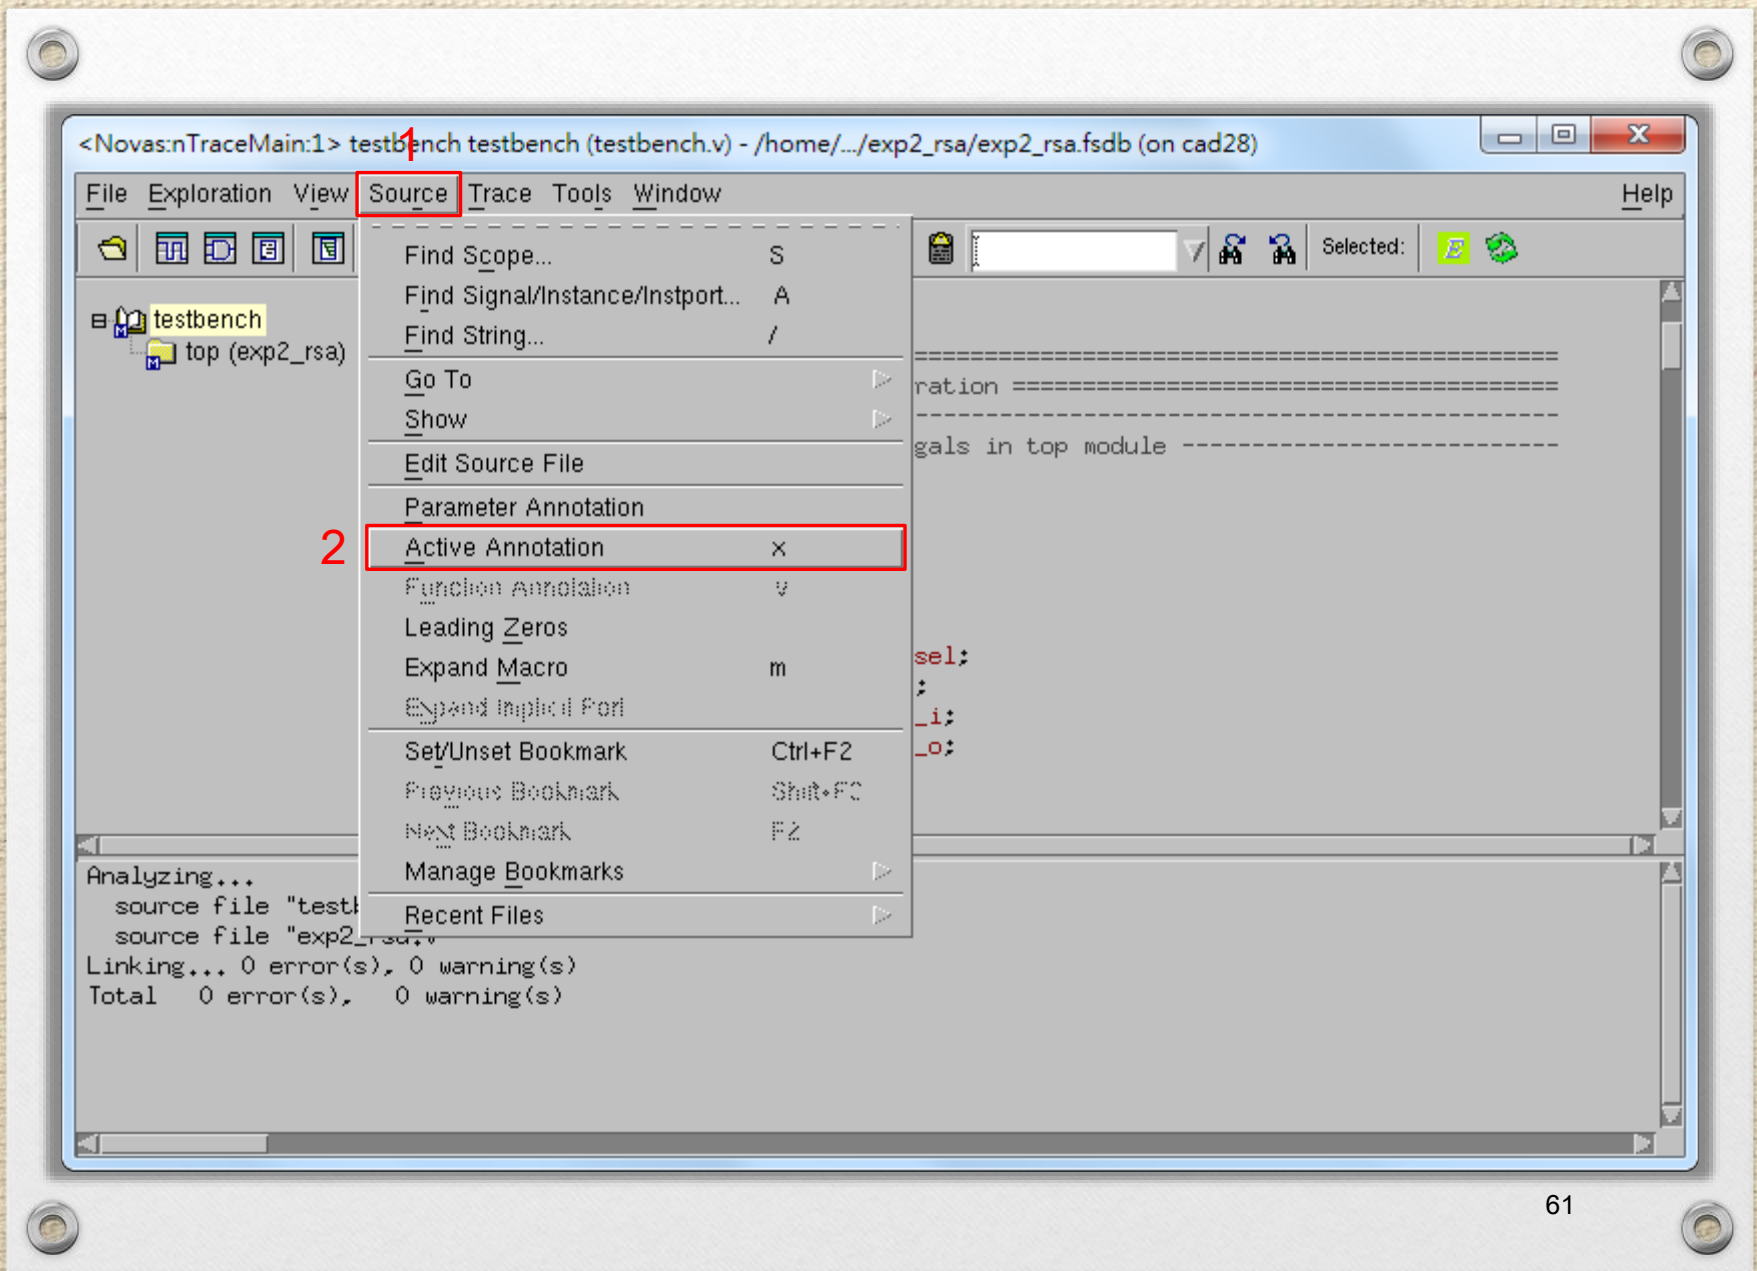 1
<Novas:nTraceMain:1> testbench testbench (testbench.v) - /home/.../exp2_rsa/exp2_rsa.fsdb (on cad28)
File Exploration View Source Trace Tools Window Help
Selected:
testbench
top (exp2_rsa)
Find Scope... S
Find Signal/Instance/Instport... A
Find String... /
Go To
Show
Edit Source File
Parameter Annotation
2
Active Annotation x
Function Annotation v
Leading Zeros
Expand Macro m
Expand Implicit Port
Set/Unset Bookmark Ctrl+F2
Previous Bookmark Shift+F2
Next Bookmark F2
Manage Bookmarks
Recent Files
===============================================
ration =======================================
----------------------------------------------
gals in top module ---------------------------
sel;
;
_i;
_o;
Analyzing...
source file "test
source file "exp2_rsa.v
Linking... 0 error(s), 0 warning(s)
Total 0 error(s), 0 warning(s)
61